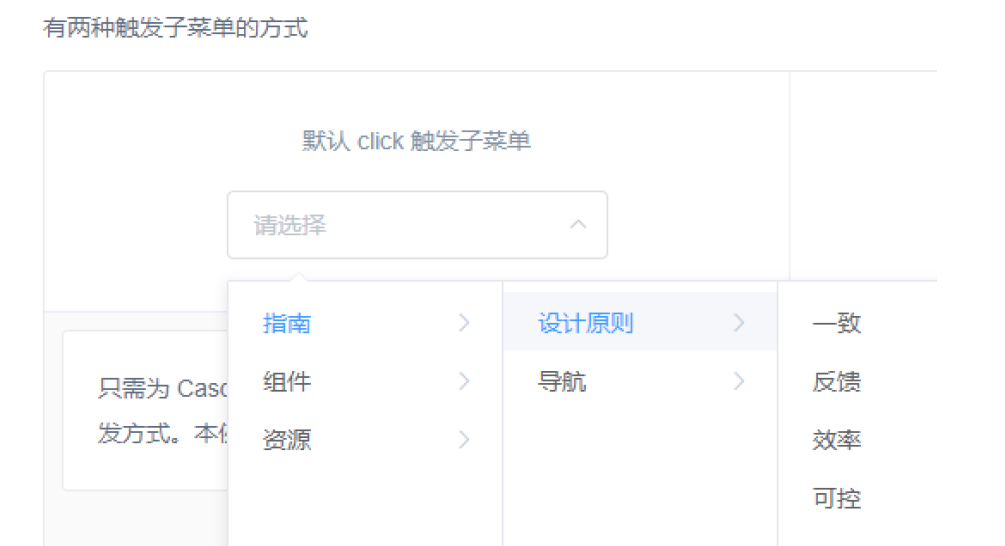 有两种触发子菜单的方式
默认 click 触发子菜单
请选择
指南
组件
资源
设计原则
导航
一致
反馈
效率
可控
只需为 Casc
发方式。本